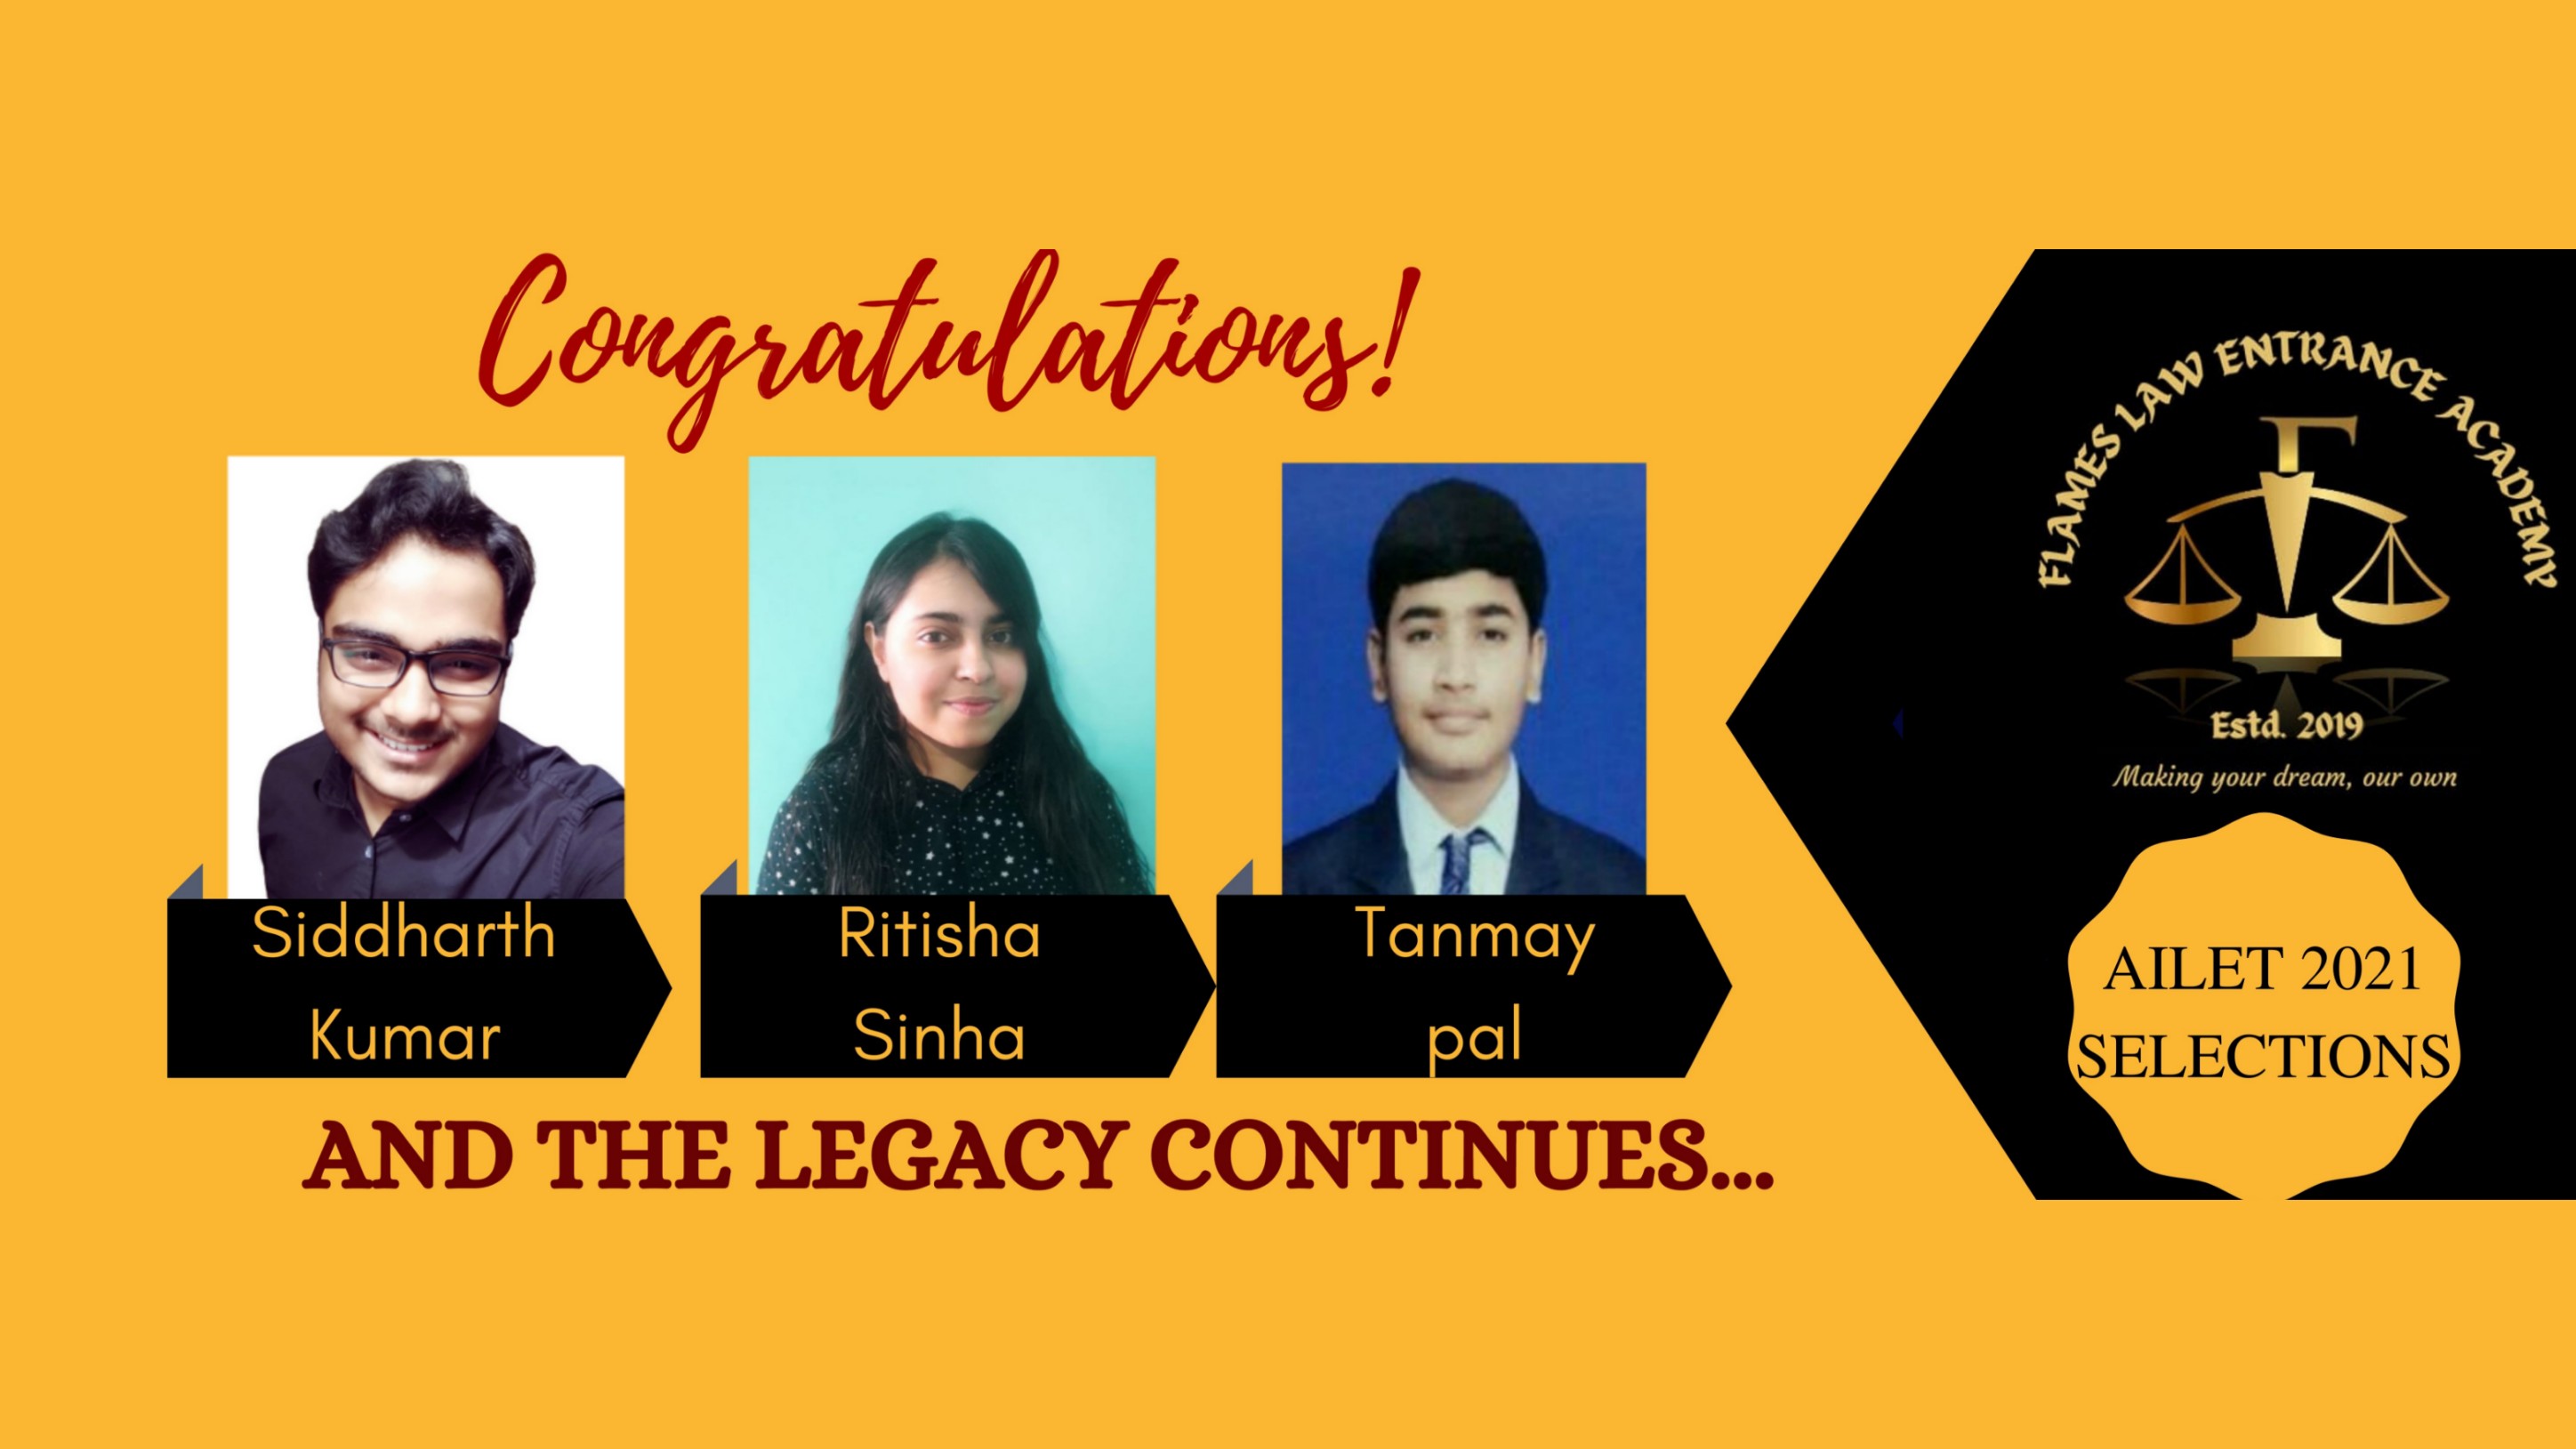 Congratulations!
Siddharth
Kumar
Ritisha
Sinha
Tanmay
pal
AND THE LEGACY CONTINUES...
FLAMES LAW ENTRANCE ACADEMY
F
Estd. 2019
Making your dream, our own
AILET 2021
SELECTIONS